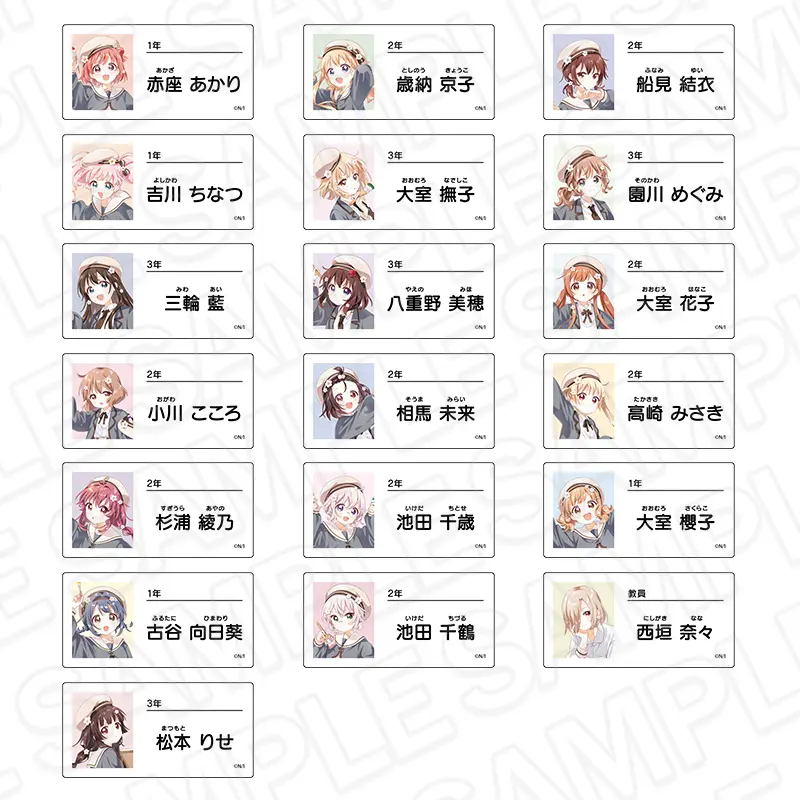 1年
あかざ
赤座 あかり
©N/I
2年
としのう きょうこ
歳納 京子
©N/I
2年
ふなみ ゆい
船見 結衣
©N/I
1年
よしかわ
吉川 ちなつ
©N/I
3年
おおむろ なでしこ
大室 撫子
©N/I
3年
そのかわ
園川 めぐみ
©N/I
3年
みわ あい
三輪 藍
©N/I
3年
やえの みほ
八重野 美穂
©N/I
2年
おおむろ はなこ
大室 花子
©N/I
2年
おがわ
小川 こころ
©N/I
2年
そうま みらい
相馬 未来
©N/I
2年
たかさき
高崎 みさき
©N/I
2年
すぎうら あやの
杉浦 綾乃
©N/I
2年
いけだ ちとせ
池田 千歳
©N/I
1年
おおむろ さくらこ
大室 櫻子
©N/I
1年
ふるたに ひまわり
古谷 向日葵
©N/I
2年
いけだ ちづる
池田 千鶴
©N/I
教員
にしがき なな
西垣 奈々
©N/I
3年
まつもと
松本 りせ
©N/I
SAMPLE SAMPLE SAMPLE